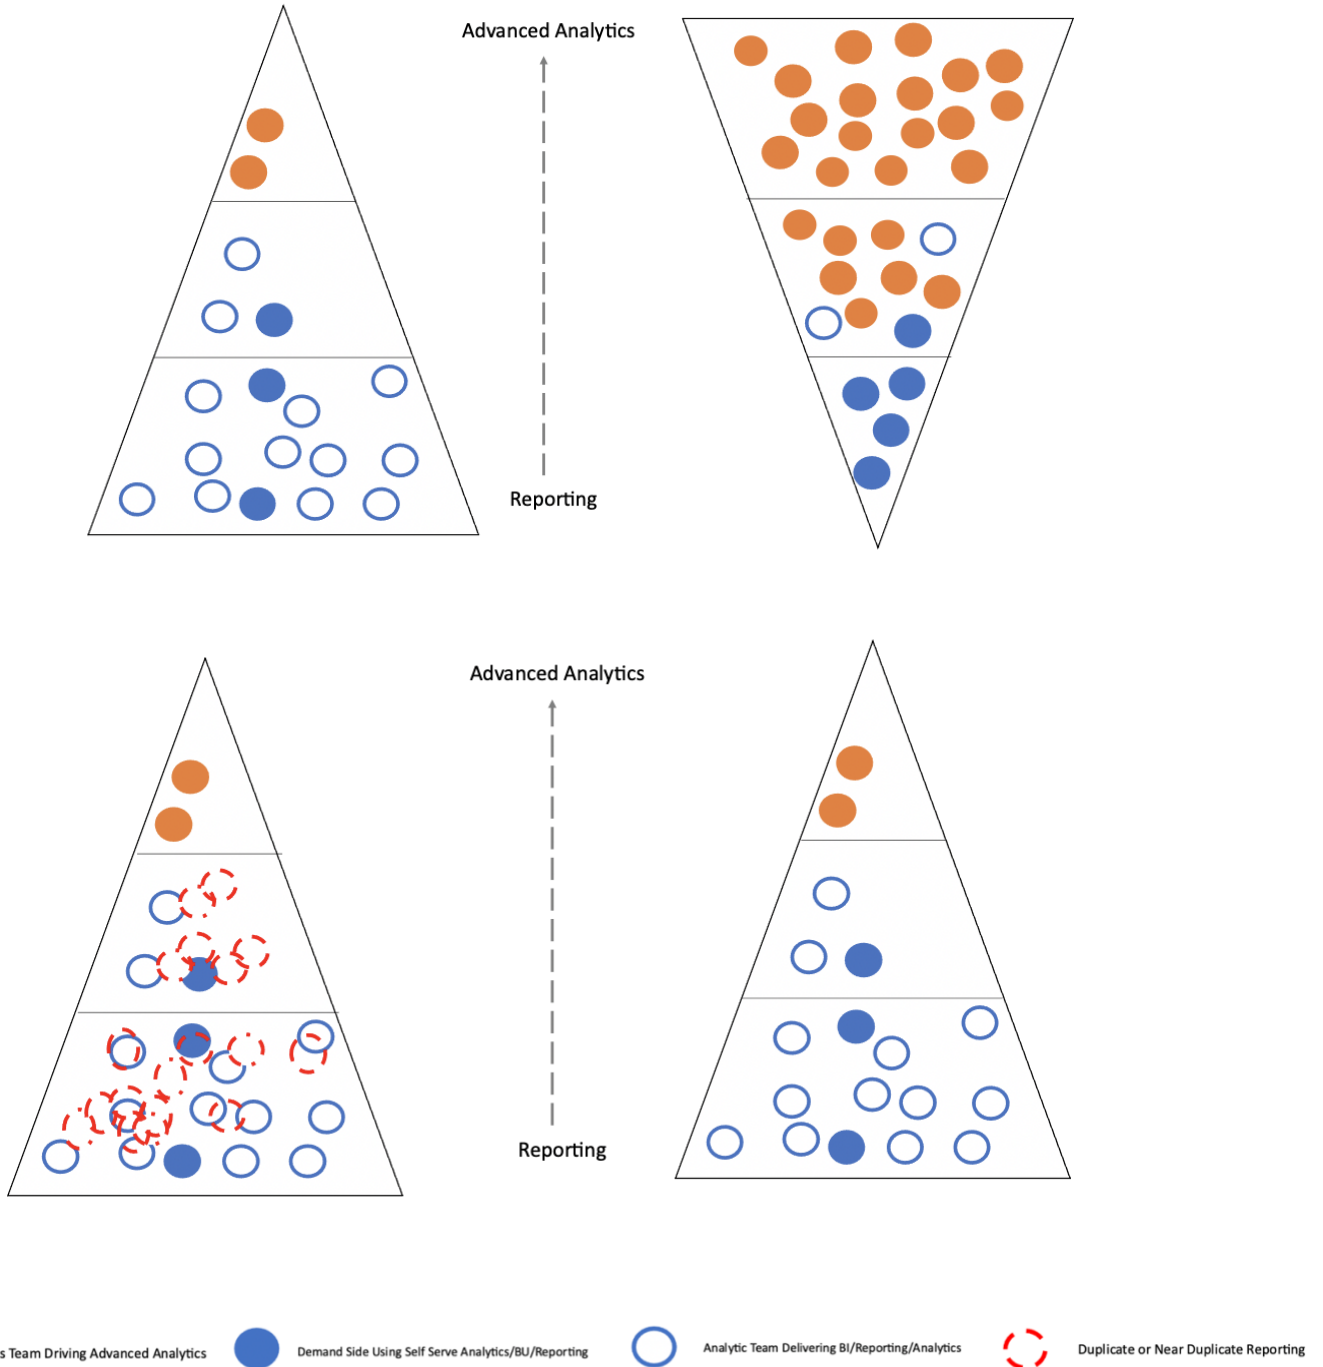 Advanced Analytics
Reporting
Advanced Analytics
Reporting
s Team Driving Advanced Analytics
Demand Side Using Self Serve Analytics/BU/Reporting
Analytic Team Delivering BI/Reporting/Analytics
Duplicate or Near Duplicate Reporting